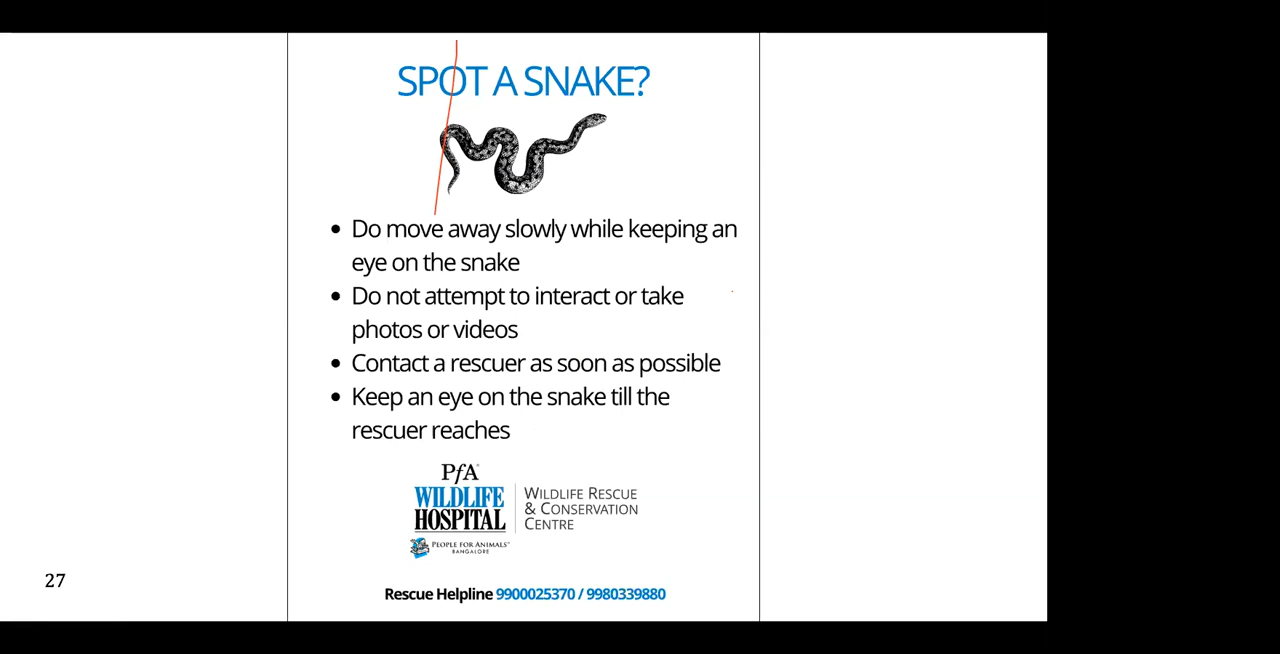 SPOT A SNAKE?
• Do move away slowly while keeping an
eye on the snake
• Do not attempt to interact or take
photos or videos
• Contact a rescuer as soon as possible
• Keep an eye on the snake till the
rescuer reaches
PfA
WILDLIFE
HOSPITAL
PEOPLE FOR ANIMALS™
BANGALORE
WILDLIFE RESCUE
& CONSERVATION
CENTRE
27
Rescue Helpline 9900025370 / 9980339880